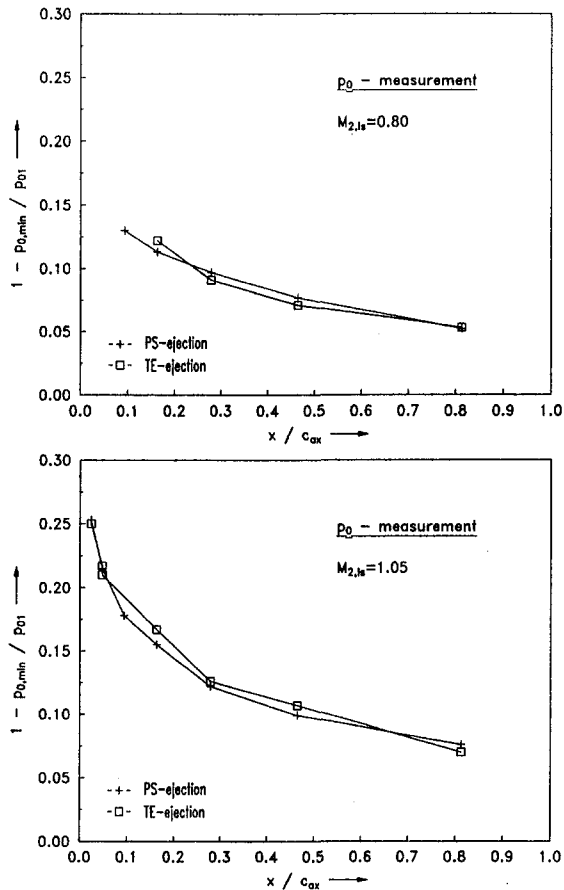 0.30
0.25
0.20
0.15
0.10
0.05
0.00
1 - p0,min / p01
p0 - measurement
M2,is=0.80
PS-ejection
TE-ejection
0.0 0.1 0.2 0.3 0.4 0.5 0.6 0.7 0.8 0.9 1.0
x / cax
0.30
0.25
0.20
0.15
0.10
0.05
0.00
1 - p0,min / p01
p0 - measurement
M2,is=1.05
PS-ejection
TE-ejection
0.0 0.1 0.2 0.3 0.4 0.5 0.6 0.7 0.8 0.9 1.0
x / cax